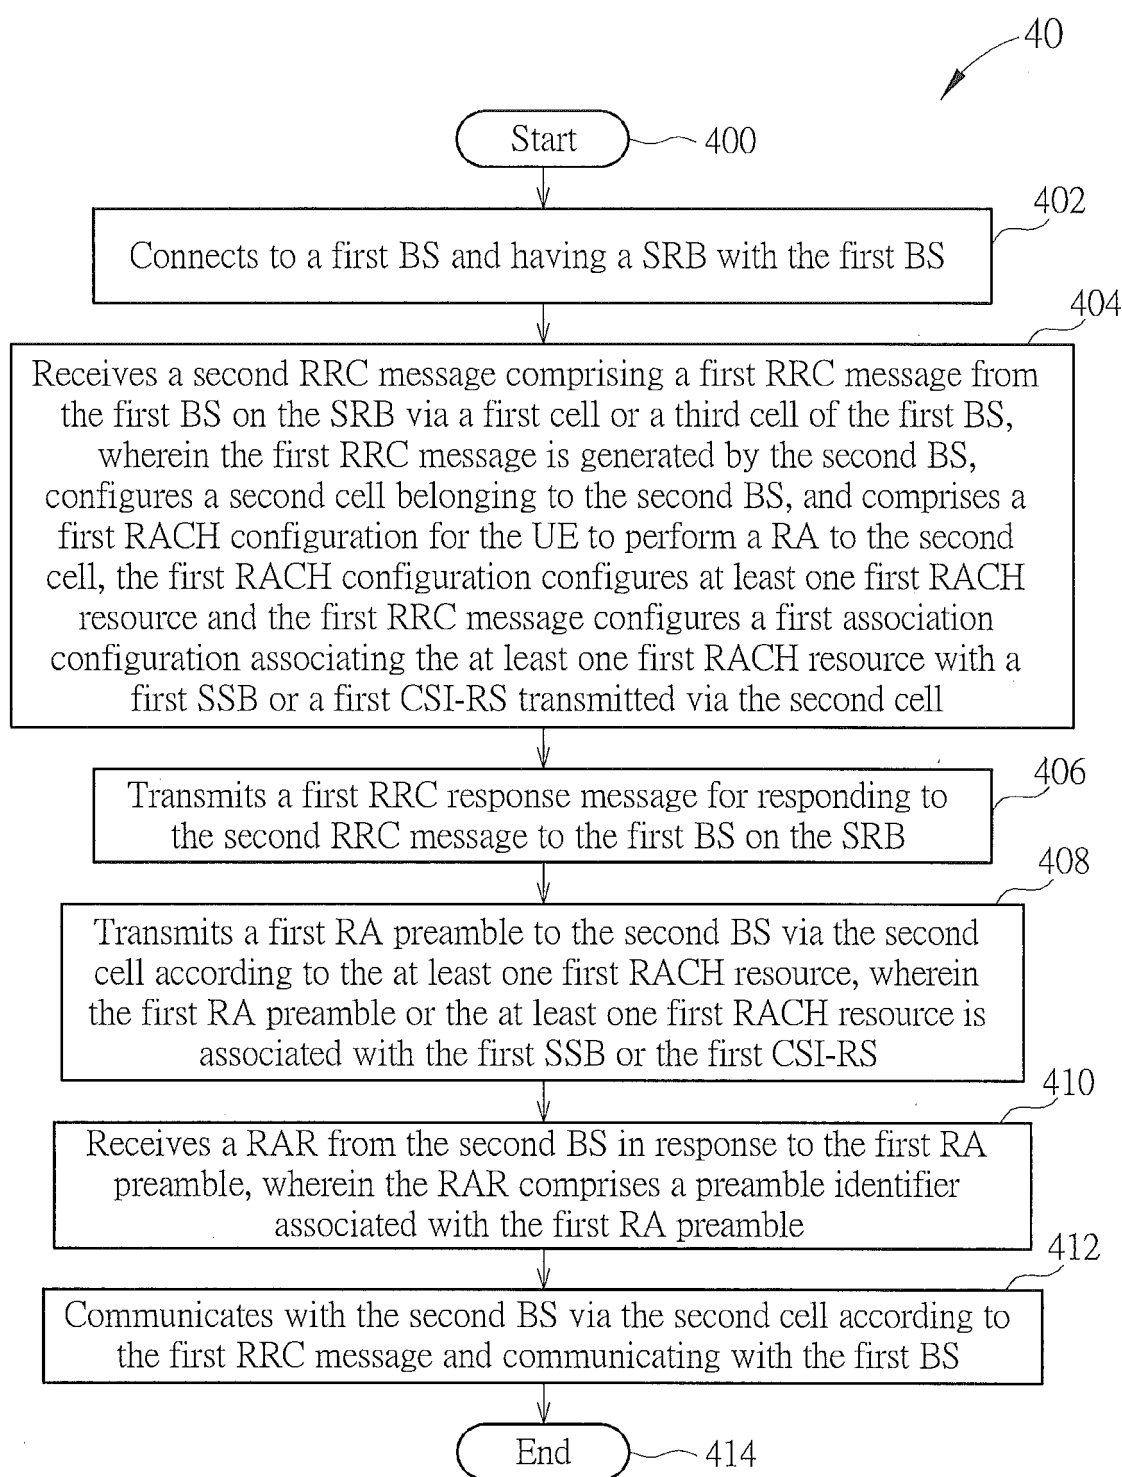 40
Start
400
402
Connects to a first BS and having a SRB with the first BS
404
Receives a second RRC message comprising a first RRC message from
the first BS on the SRB via a first cell or a third cell of the first BS,
wherein the first RRC message is generated by the second BS,
configures a second cell belonging to the second BS, and comprises a
first RACH configuration for the UE to perform a RA to the second
cell, the first RACH configuration configures at least one first RACH
resource and the first RRC message configures a first association
configuration associating the at least one first RACH resource with a
first SSB or a first CSI-RS transmitted via the second cell
406
Transmits a first RRC response message for responding to
the second RRC message to the first BS on the SRB
408
Transmits a first RA preamble to the second BS via the second
cell according to the at least one first RACH resource, wherein
the first RA preamble or the at least one first RACH resource is
associated with the first SSB or the first CSI-RS
410
Receives a RAR from the second BS in response to the first RA
preamble, wherein the RAR comprises a preamble identifier
associated with the first RA preamble
412
Communicates with the second BS via the second cell according to
the first RRC message and communicating with the first BS
End
414